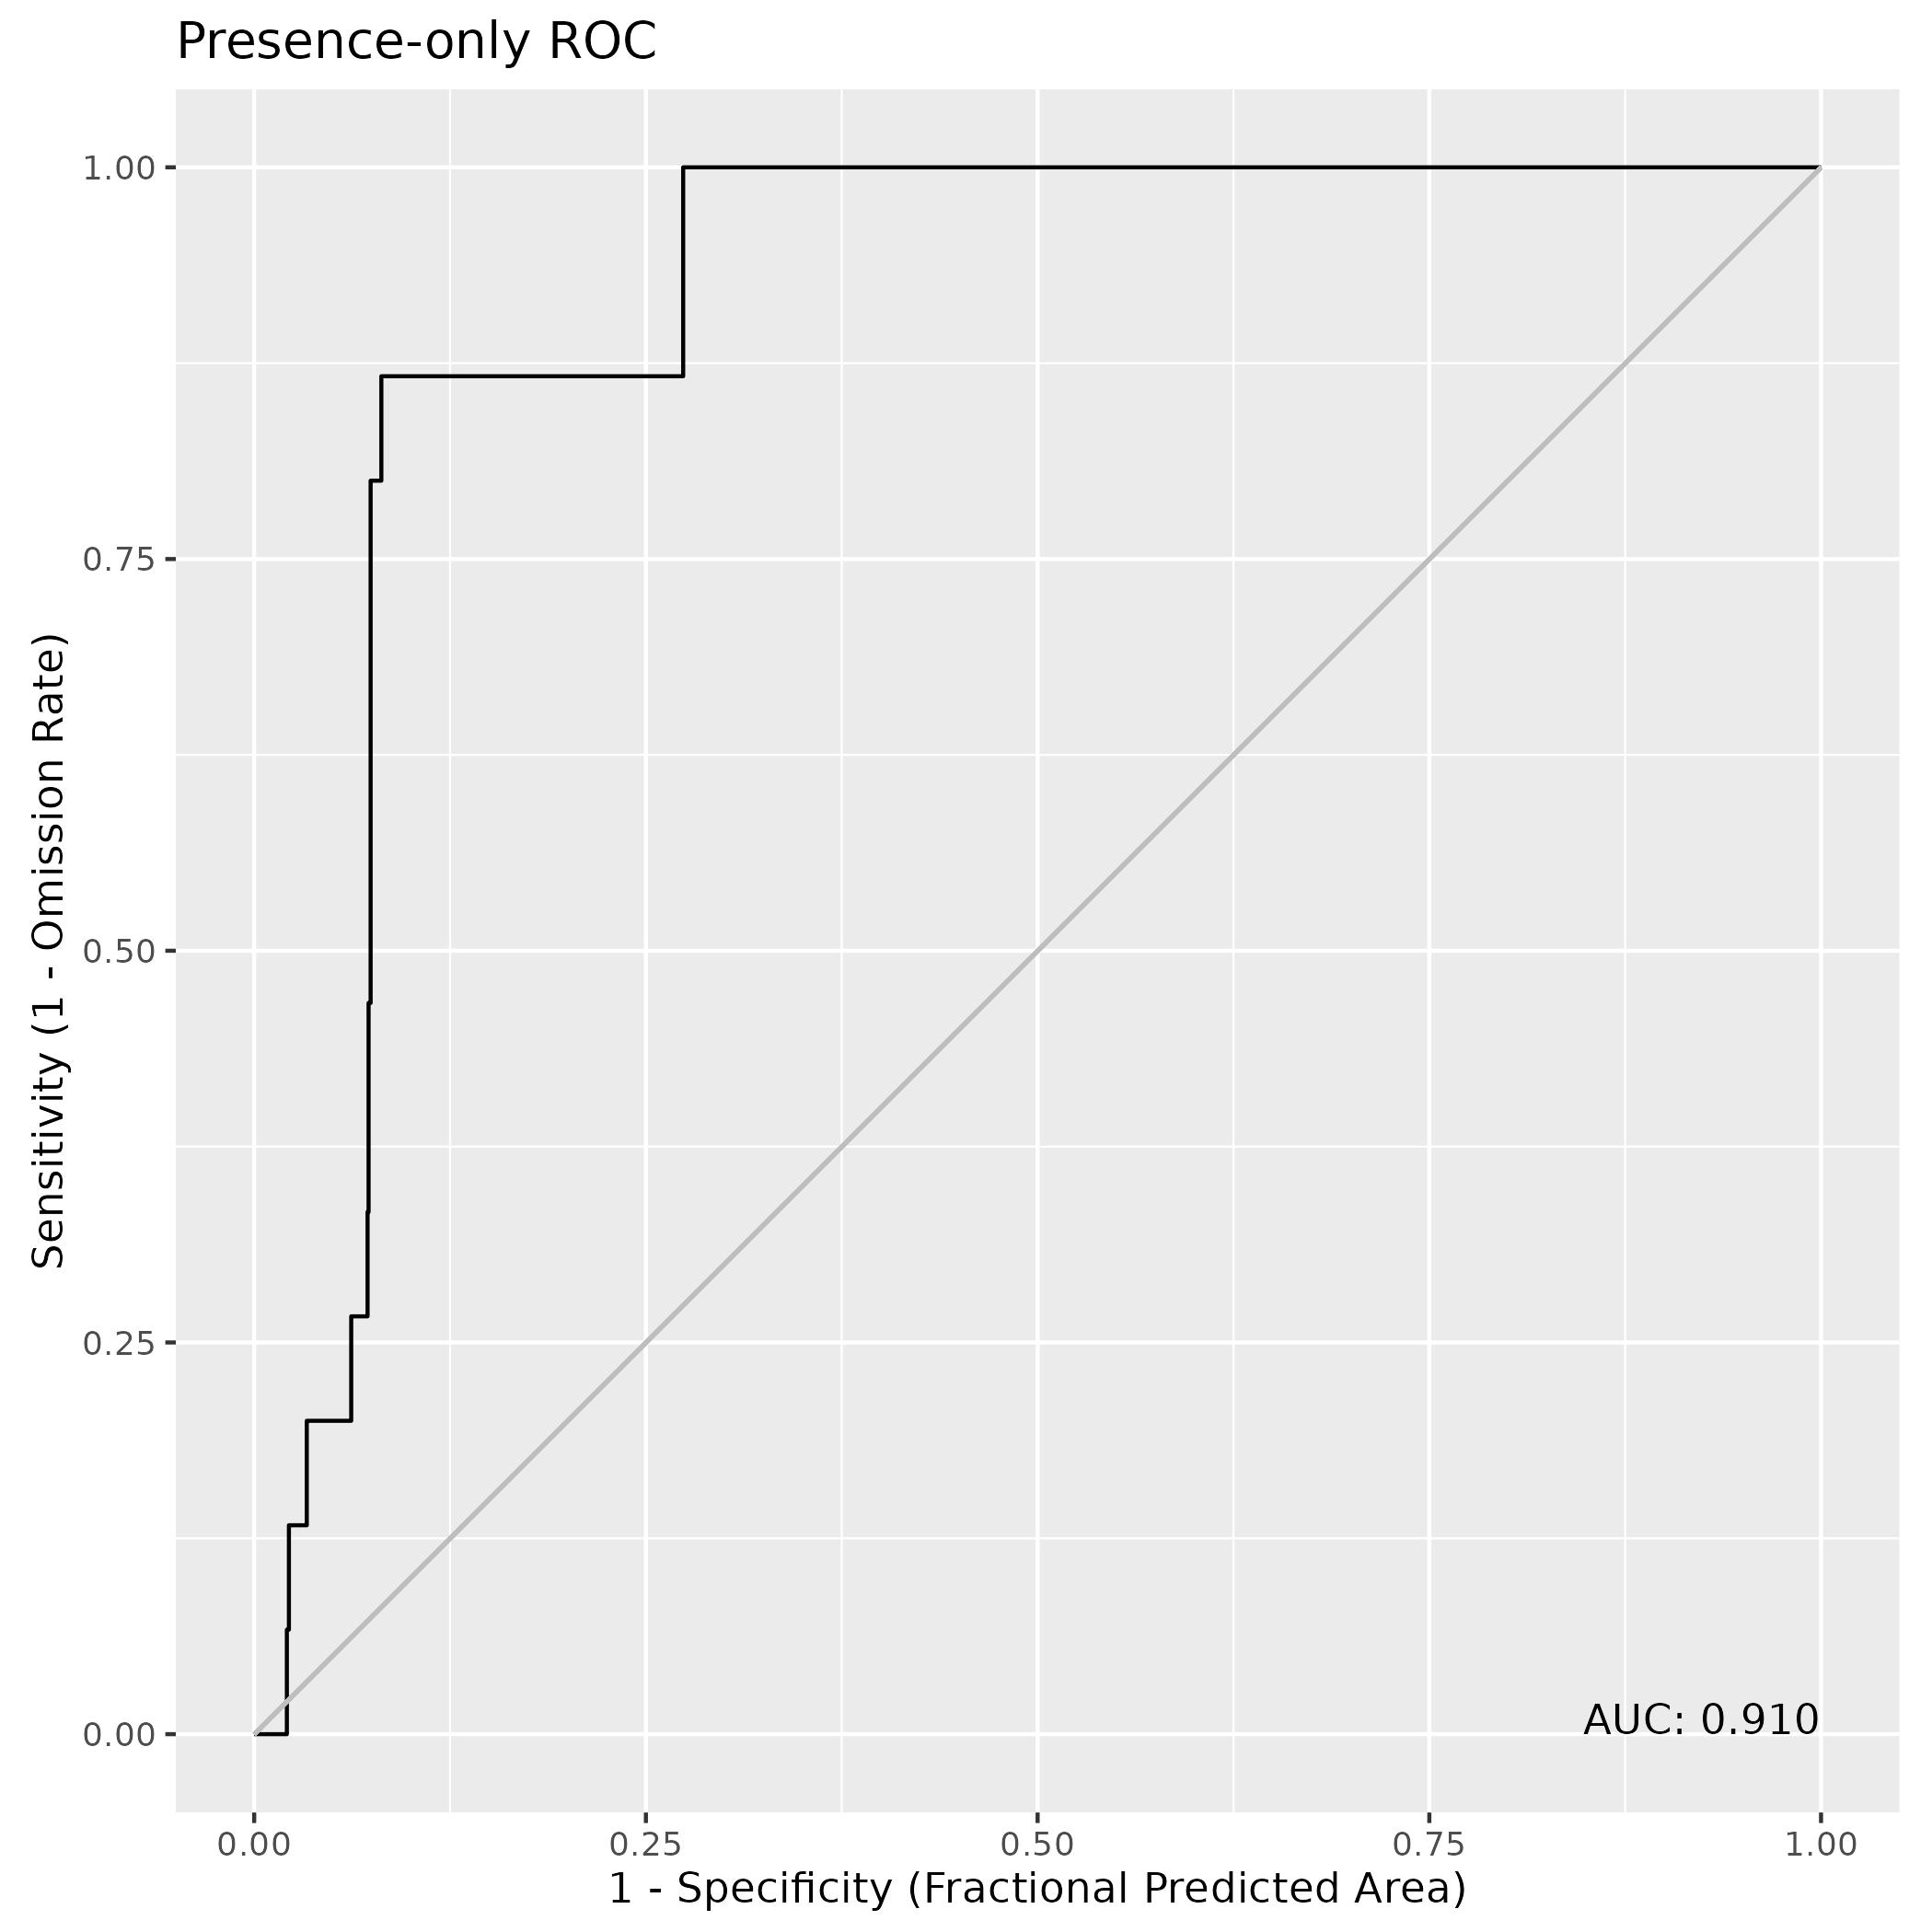 Presence-only ROC
Sensitivity (1 - Omission Rate)
1.00
0.75
0.50
0.25
0.00
AUC: 0.910
0.00 0.25 0.50 0.75 1.00
1 - Specificity (Fractional Predicted Area)